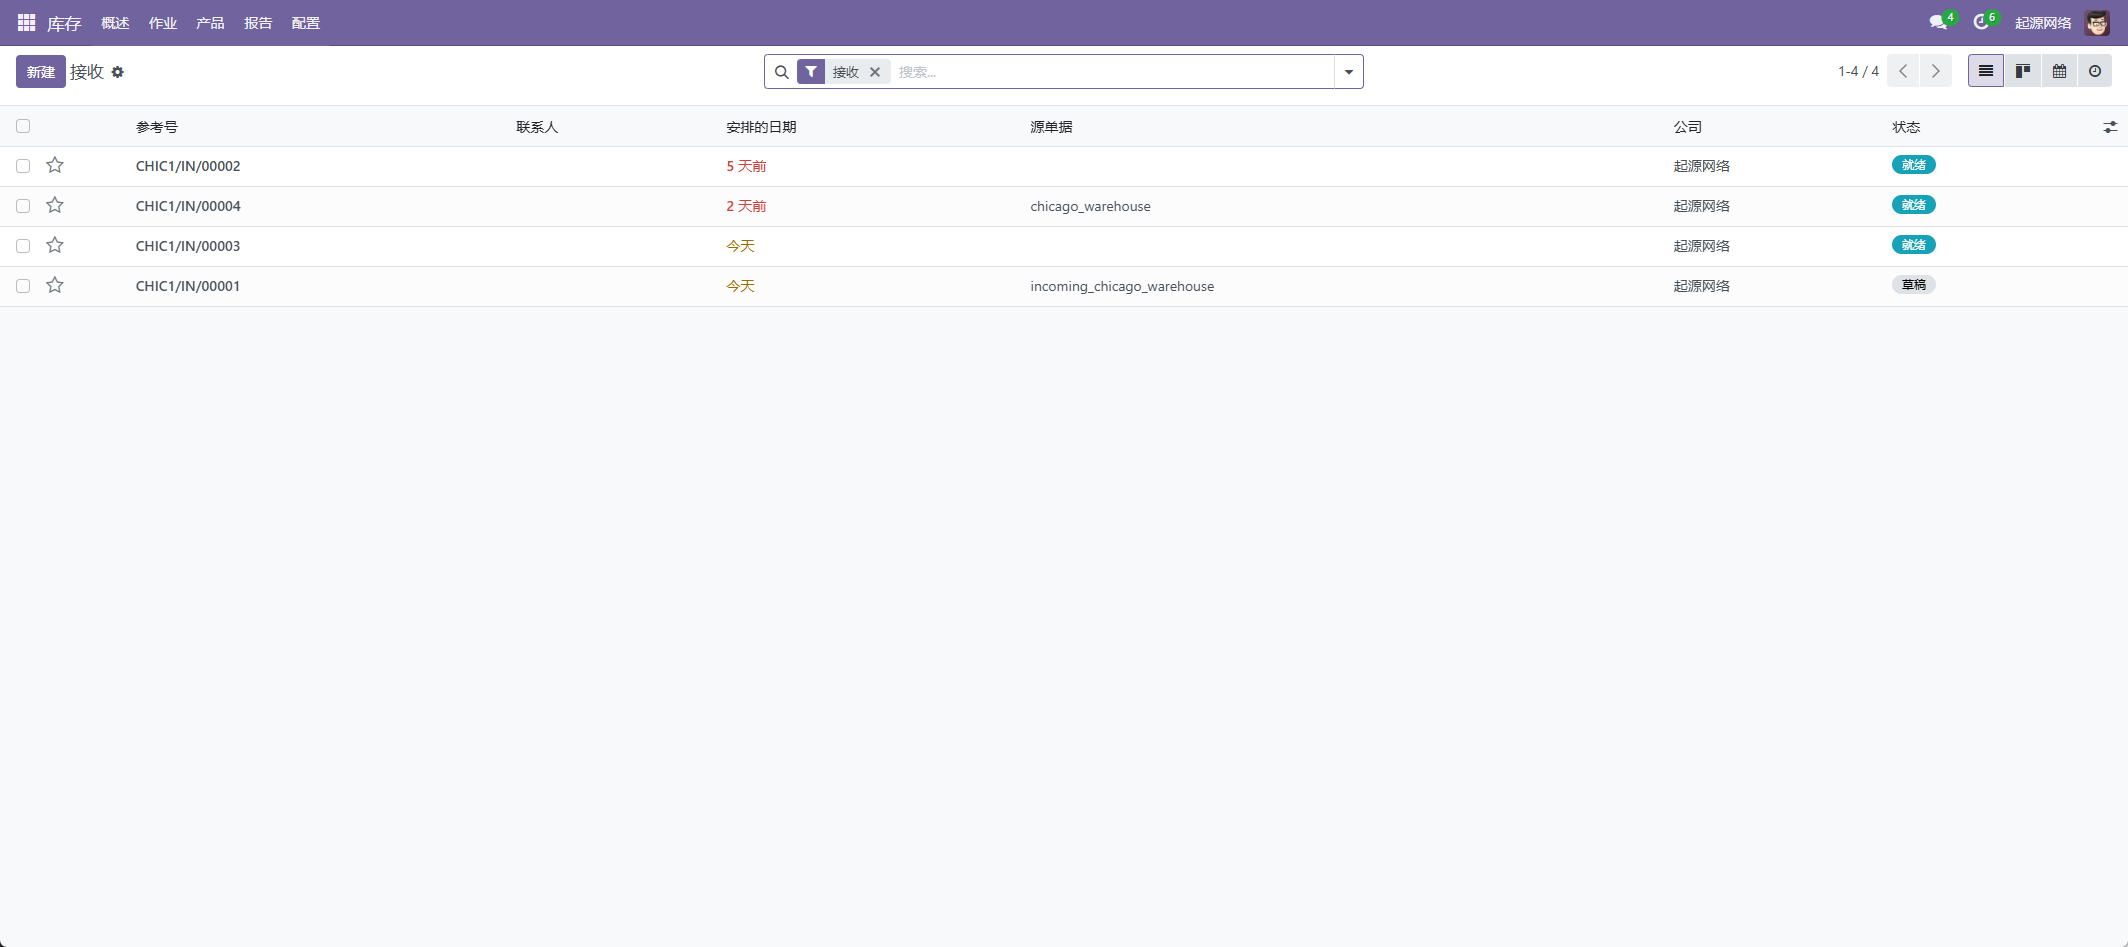 库存 概述 作业 产品 报告 配置 4 6 起源网络
新建 接收 接收 搜索... 1-4 / 4
参考号 联系人 安排的日期 源单据 公司 状态
CHIC1/IN/00002 5 天前 起源网络 就绪
CHIC1/IN/00004 2 天前 chicago_warehouse 起源网络 就绪
CHIC1/IN/00003 今天 起源网络 就绪
CHIC1/IN/00001 今天 incoming_chicago_warehouse 起源网络 草稿